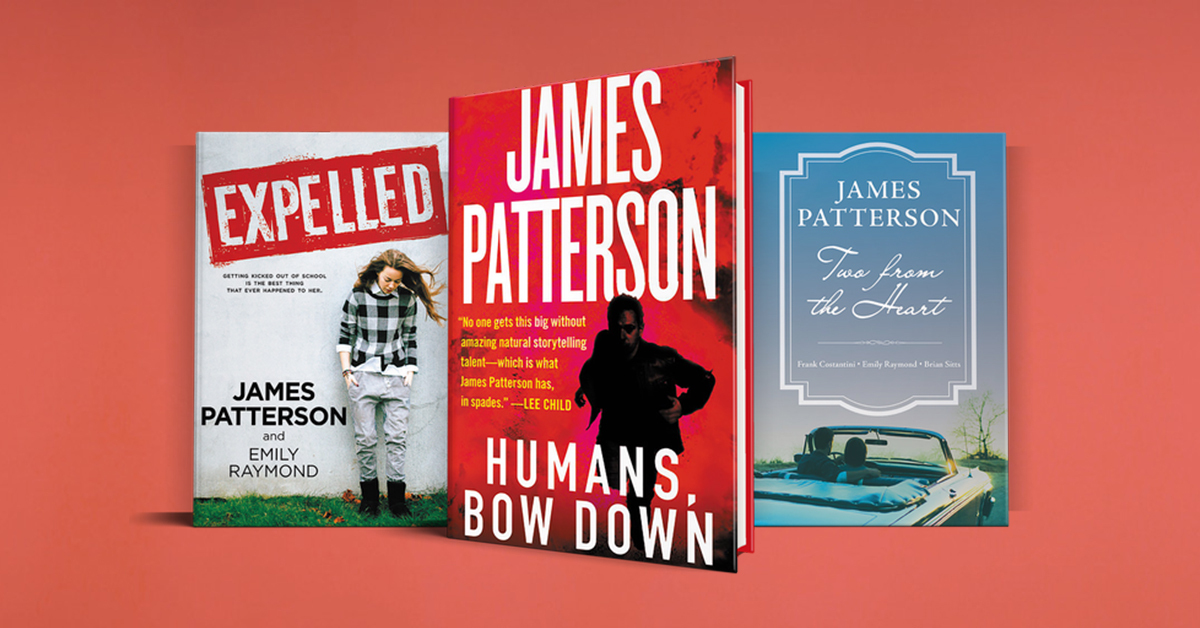 EXPELLED
GETTING KICKED OUT OF SCHOOL
IS THE BEST THING
THAT EVER HAPPENED TO HER.
JAMES
PATTERSON
and
EMILY
RAYMOND
JAMES
PATTERSON
"No one gets this big without
amazing natural storytelling
talent—which is what
James Patterson has,
in spades." —LEE CHILD
HUMANS,
BOW DOWN
JAMES
PATTERSON
Two from
the Heart
Frank Costantini • Emily Raymond • Brian Sitts